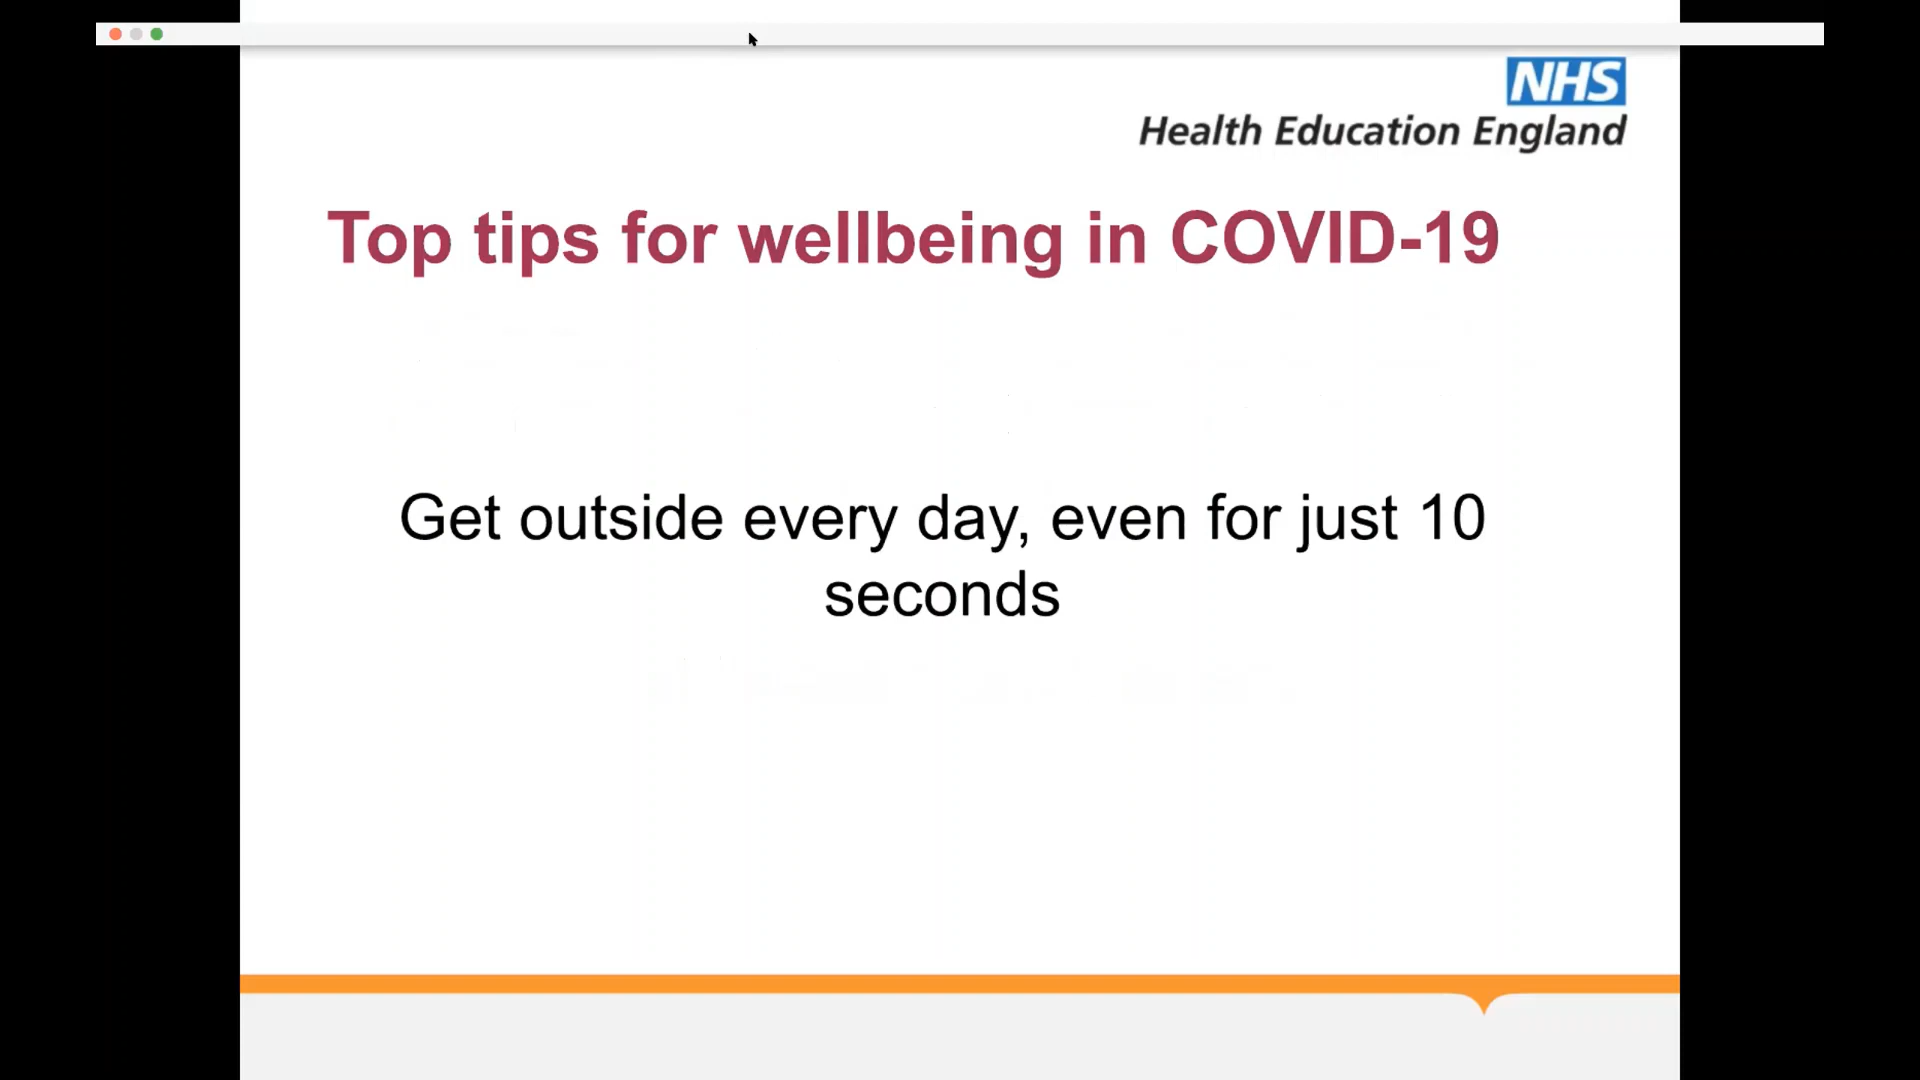 NHS
Health Education England
Top tips for wellbeing in COVID-19
Get outside every day, even for just 10
seconds